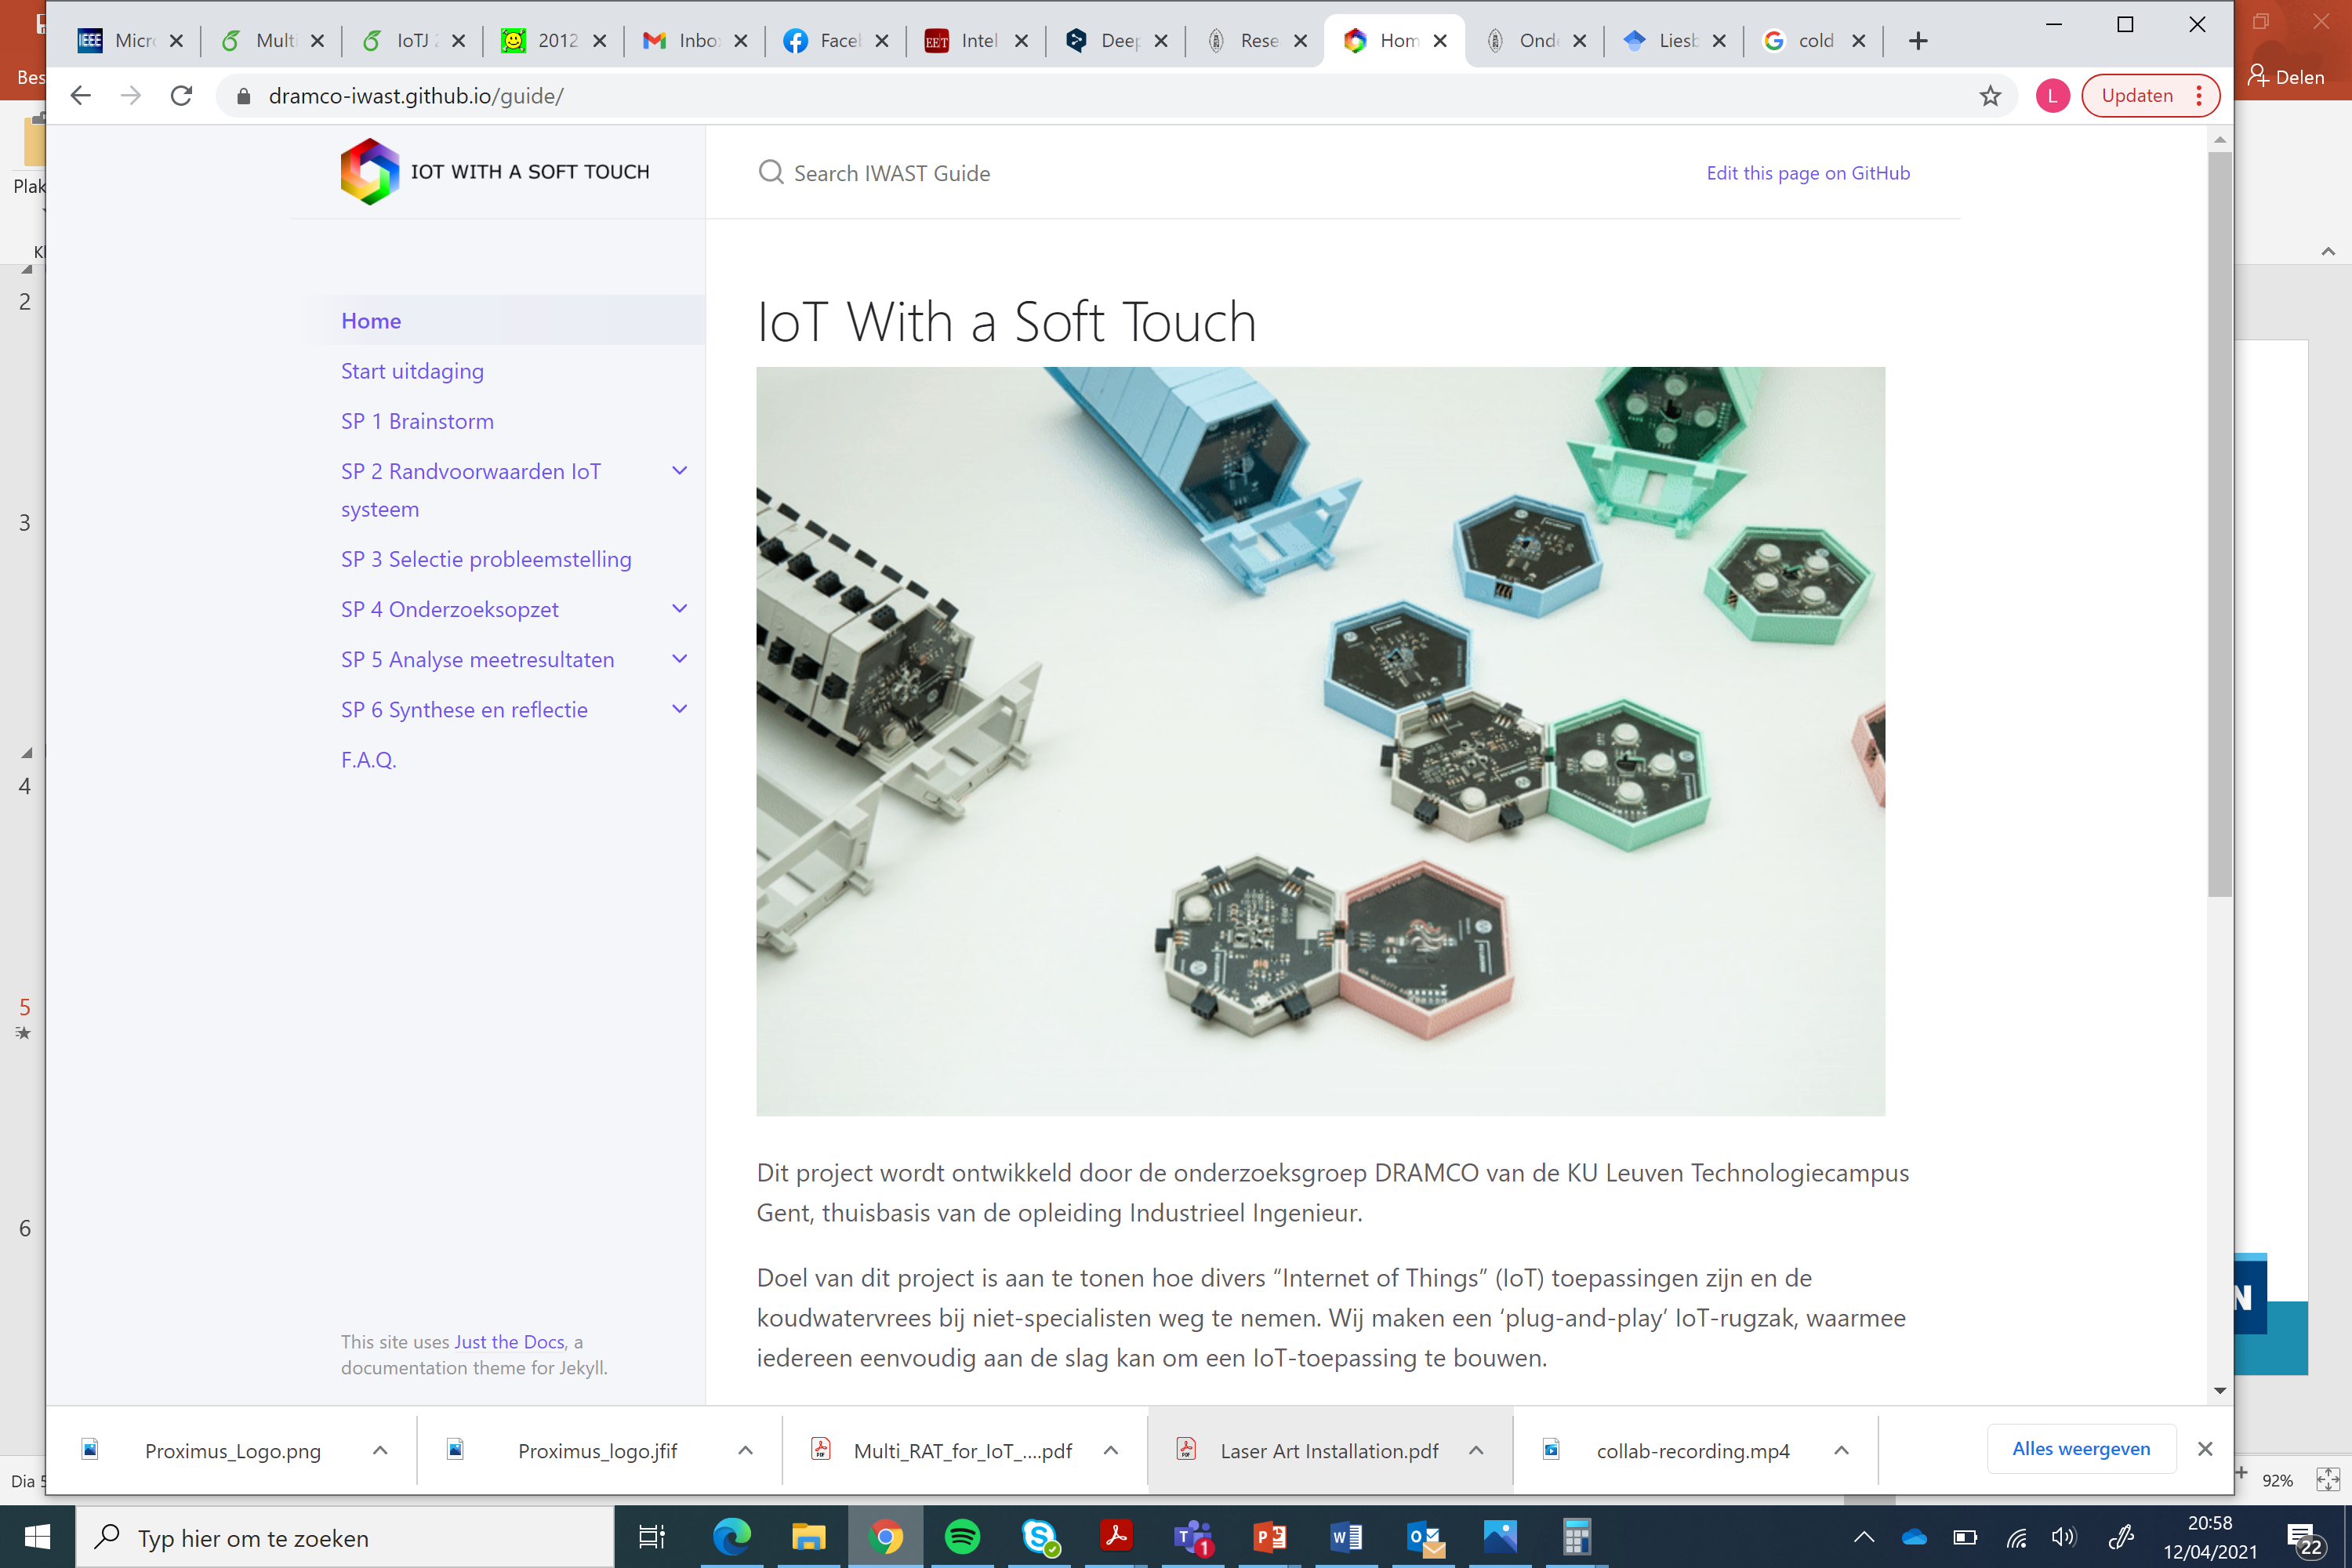 Micro
Multi
IoTJ 2
2012
Inbo
Facel
Intel
Deep
Rese
Hom
Ond
Liesb
cold
Bes
Delen
dramco-iwast.github.io/guide/
L
Updaten
Plak
IOT WITH A SOFT TOUCH
Search IWAST Guide
Edit this page on GitHub
2
3
4
5
6
Home
Start uitdaging
SP 1 Brainstorm
SP 2 Randvoorwaarden IoT
systeem
SP 3 Selectie probleemstelling
SP 4 Onderzoeksopzet
SP 5 Analyse meetresultaten
SP 6 Synthese en reflectie
F.A.Q.
This site uses Just the Docs, a
documentation theme for Jekyll.
IoT With a Soft Touch
Dit project wordt ontwikkeld door de onderzoeksgroep DRAMCO van de KU Leuven Technologiecampus
Gent, thuisbasis van de opleiding Industrieel Ingenieur.
Doel van dit project is aan te tonen hoe divers “Internet of Things” (IoT) toepassingen zijn en de
koudwatervrees bij niet-specialisten weg te nemen. Wij maken een ‘plug-and-play’ IoT-rugzak, waarmee
iedereen eenvoudig aan de slag kan om een IoT-toepassing te bouwen.
N
Proximus_Logo.png
Proximus_logo.jfif
Multi_RAT_for_IoT_....pdf
Laser Art Installation.pdf
collab-recording.mp4
Alles weergeven
Dia 5
92%
Typ hier om te zoeken
1
20:58
12/04/2021
22